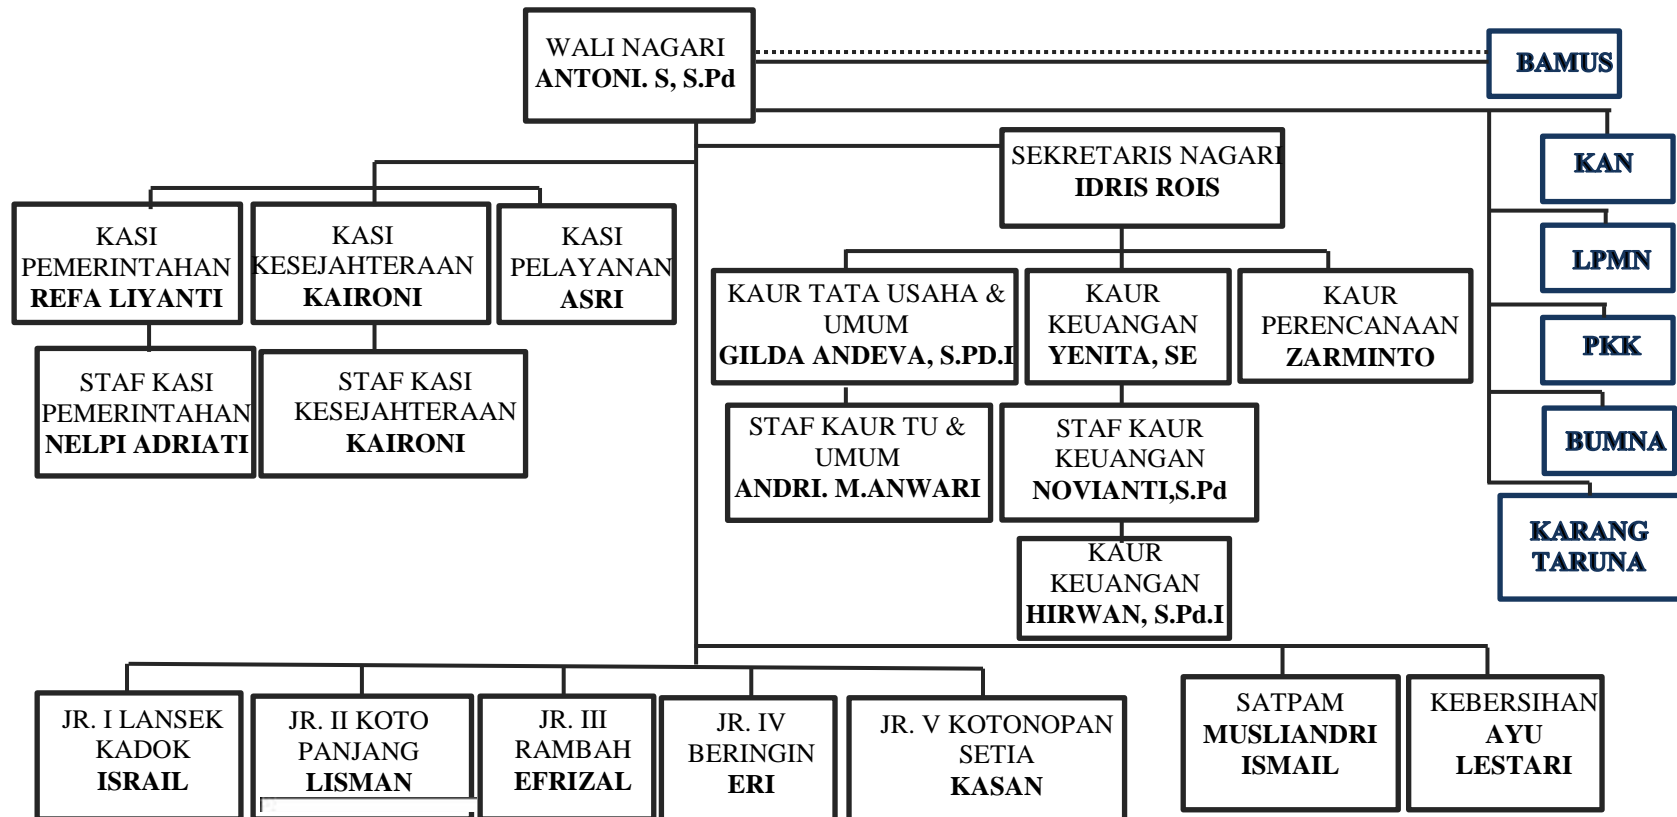 WALI NAGARI
ANTONI. S, S.Pd
BAMUS
SEKRETARIS NAGARI
IDRIS ROIS
KAN
LPMN
PKK
BUMNA
KARANG
TARUNA
KASI
PEMERINTAHAN
REFA LIYANTI
KASI
KESEJAHTERAAN
KAIRONI
KASI
PELAYANAN
ASRI
KAUR TATA USAHA &
UMUM
GILDA ANDEVA, S.PD.I
KAUR
KEUANGAN
YENITA, SE
KAUR
PERENCANAAN
ZARMINTO
STAF KASI
PEMERINTAHAN
NELPI ADRIATI
STAF KASI
KESEJAHTERAAN
KAIRONI
STAF KAUR TU &
UMUM
ANDRI. M.ANWARI
STAF KAUR
KEUANGAN
NOVIANTI,S.Pd
KAUR
KEUANGAN
HIRWAN, S.Pd.I
JR. I LANSEK
KADOK
ISRAIL
JR. II KOTO
PANJANG
LISMAN
JR. III
RAMBAH
EFRIZAL
JR. IV
BERINGIN
ERI
JR. V KOTONOPAN
SETIA
KASAN
SATPAM
MUSLIANDRI
ISMAIL
KEBERSIHAN
AYU
LESTARI